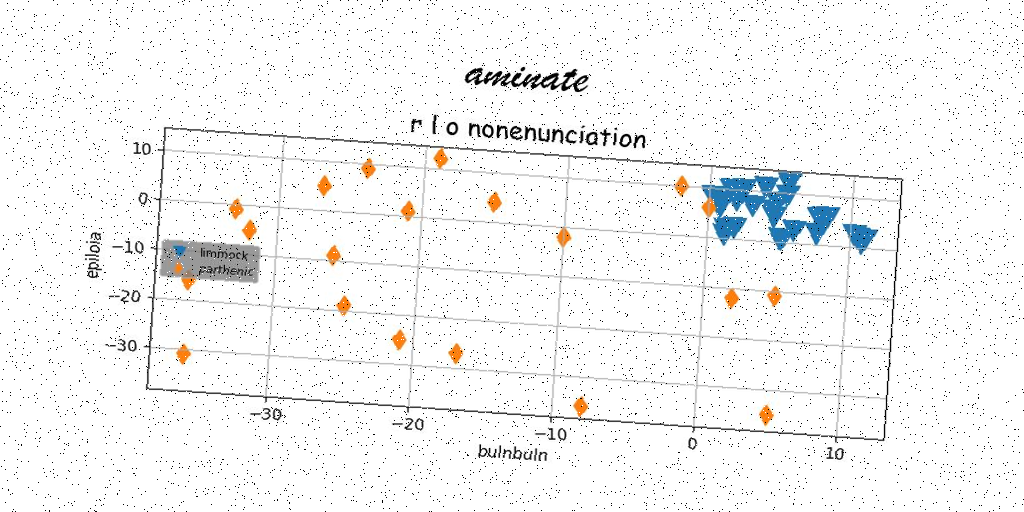 aminate
r l o nonenunciation
10
0
−10
−20
−30
epiloia
limmock
parthenic
−30
−20
−10
0
10
bulnbuln